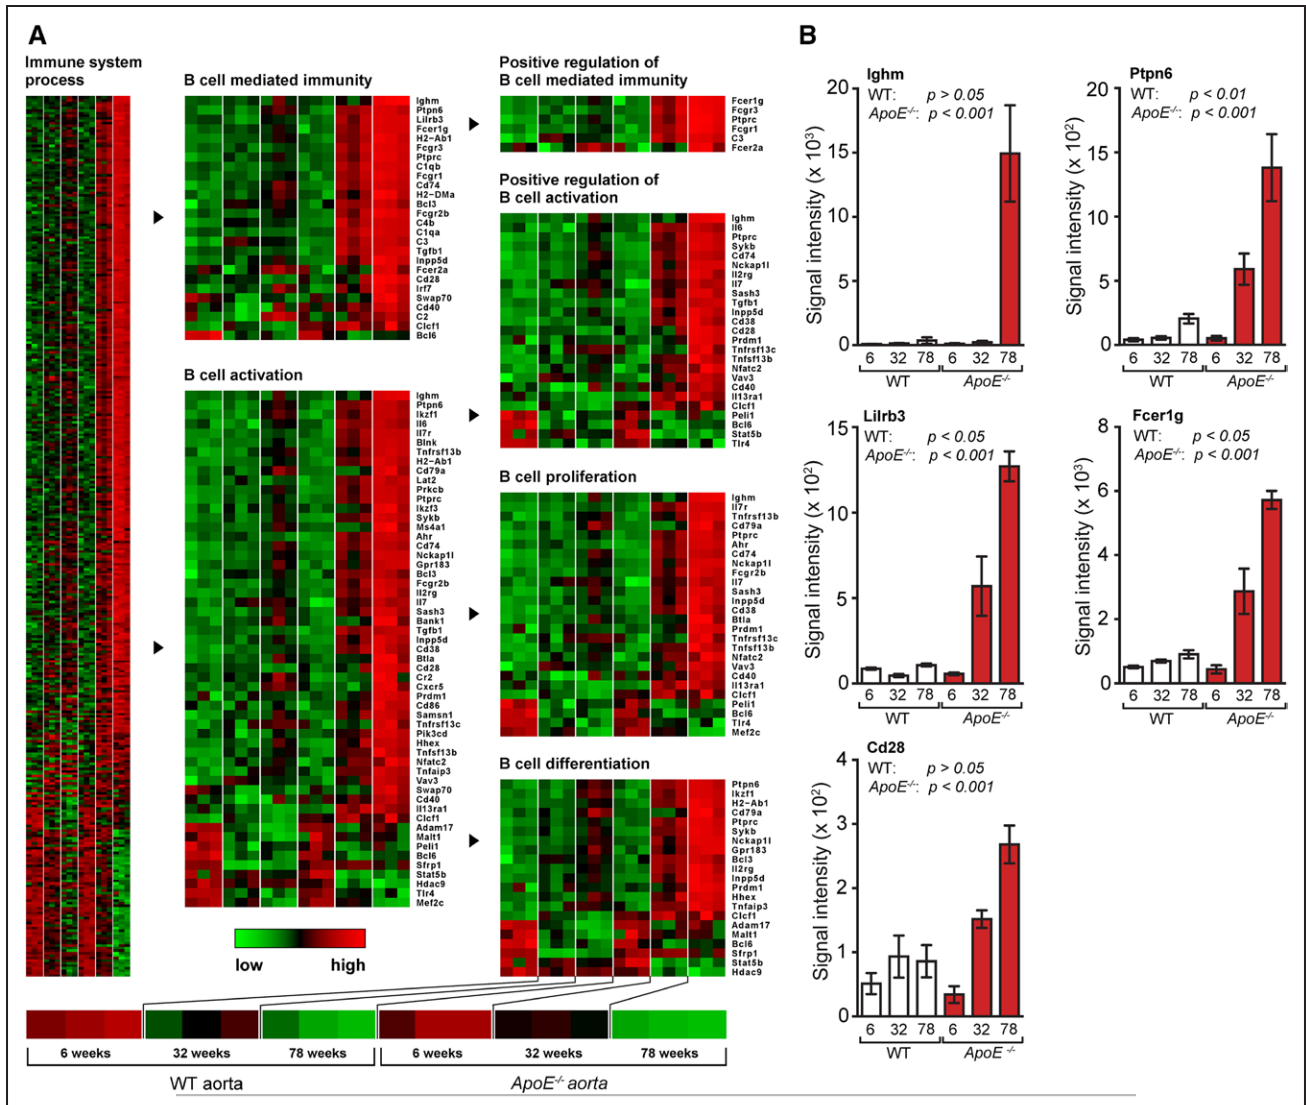 A
Immune system
process
B cell mediated immunity
Ighm
Ptpn6
Lilrb3
Fcer1g
H2-Ab1
Fcgr3
Ptprc
C1qb
Fcgr1
Cd74
H2-DMa
Bcl3
Fcgr2b
C4b
C1qa
C3
Tgfb1
Inpp5d
Fcer2a
Cd28
Irf7
Swap70
Cd40
C2
Clcf1
Bcl6
B cell activation
Ighm
Ptpn6
Ikzf1
Il6
Il7r
Blnk
Tnfrsf13b
H2-Ab1
Cd79a
Lat2
Prkcb
Ptprc
Ikzf3
Sykb
Ms4a1
Ahr
Cd74
Nckap1l
Gpr183
Bcl3
Fcgr2b
Il2rg
Il7
Sash3
Bank1
Tgfb1
Inpp5d
Cd38
Btla
Cd28
Cr2
Cxcr5
Prdm1
Cd86
Samsn1
Tnfrsf13c
Pik3cd
Hhex
Tnfsf13b
Nfatc2
Tnfaip3
Vav3
Swap70
Cd40
Il13ra1
Clcf1
Adam17
Malt1
Peli1
Bcl6
Sfrp1
Stat5b
Hdac9
Tlr4
Mef2c
low high
Positive regulation of
B cell mediated immunity
Fcer1g
Fcgr3
Ptprc
Fcgr1
C3
Fcer2a
Positive regulation of
B cell activation
Ighm
Il6
Ptprc
Sykb
Cd74
Nckap1l
Il2rg
Il7
Sash3
Tgfb1
Inpp5d
Cd38
Cd28
Prdm1
Tnfrsf13c
Tnfsf13b
Nfatc2
Vav3
Cd40
Il13ra1
Clcf1
Peli1
Bcl6
Stat5b
Tlr4
B cell proliferation
Ighm
Il7r
Tnfrsf13b
Cd79a
Ptprc
Ahr
Cd74
Nckap1l
Fcgr2b
Il7
Sash3
Inpp5d
Cd38
Btla
Prdm1
Tnfrsf13c
Tnfsf13b
Nfatc2
Vav3
Cd40
Il13ra1
Clcf1
Peli1
Bcl6
Tlr4
Mef2c
B cell differentiation
Ptpn6
Ikzf1
H2-Ab1
Cd79a
Ptprc
Sykb
Nckap1l
Gpr183
Bcl3
Il2rg
Inpp5d
Prdm1
Hhex
Tnfaip3
Clcf1
Adam17
Malt1
Bcl6
Sfrp1
Stat5b
Hdac9
6 weeks 32 weeks 78 weeks 6 weeks 32 weeks 78 weeks
WT aorta ApoE-/- aorta
B
Ighm
WT: p > 0.05
ApoE-/-: p < 0.001
Signal intensity (x 10³)
20
15
10
5
0
6 32 78 6 32 78
WT ApoE-/-
Ptpn6
WT: p < 0.01
ApoE-/-: p < 0.001
Signal intensity (x 10²)
20
15
10
5
0
6 32 78 6 32 78
WT ApoE-/-
Lilrb3
WT: p < 0.05
ApoE-/-: p < 0.001
Signal intensity (x 10²)
15
10
5
0
6 32 78 6 32 78
WT ApoE-/-
Fcer1g
WT: p < 0.05
ApoE-/-: p < 0.001
Signal intensity (x 10³)
8
6
4
2
0
6 32 78 6 32 78
WT ApoE-/-
Cd28
WT: p > 0.05
ApoE-/-: p < 0.001
Signal intensity (x 10²)
4
3
2
1
0
6 32 78 6 32 78
WT ApoE-/-